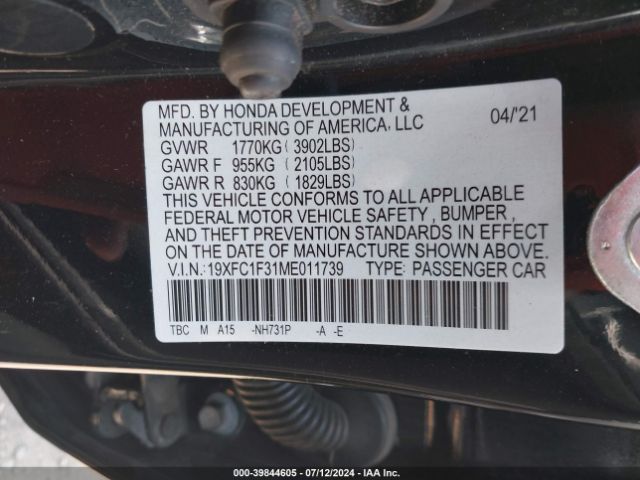 MFD. BY HONDA DEVELOPMENT & 04/'21
MANUFACTURING OF AMERICA, LLC
GVWR 1770KG ( 3902LBS )
GAWR F 955KG ( 2105LBS )
GAWR R 830KG ( 1829LBS )
THIS VEHICLE CONFORMS TO ALL APPLICABLE
FEDERAL MOTOR VEHICLE SAFETY , BUMPER ,
AND THEFT PREVENTION STANDARDS IN EFFECT
ON THE DATE OF MANUFACTURE SHOWN ABOVE.
V.I.N.:19XFC1F31ME011739 TYPE: PASSENGER CAR
TBC M A15 -NH731P -A -E
000-39844605 - 07/12/2024 - IAA Inc.